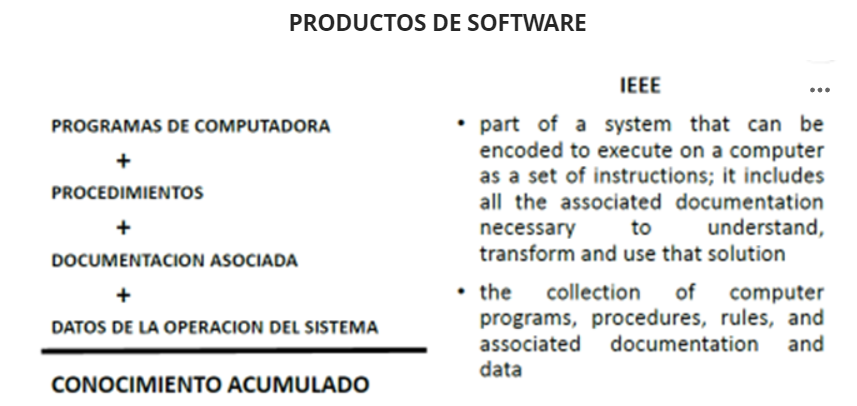 PRODUCTOS DE SOFTWARE
PROGRAMAS DE COMPUTADORA
+
PROCEDIMIENTOS
+
DOCUMENTACION ASOCIADA
+
DATOS DE LA OPERACION DEL SISTEMA
CONOCIMIENTO ACUMULADO
IEEE
• part of a system that can be
encoded to execute on a computer
as a set of instructions; it includes
all the associated documentation
necessary to understand,
transform and use that solution
• the collection of computer
programs, procedures, rules, and
associated documentation and
data